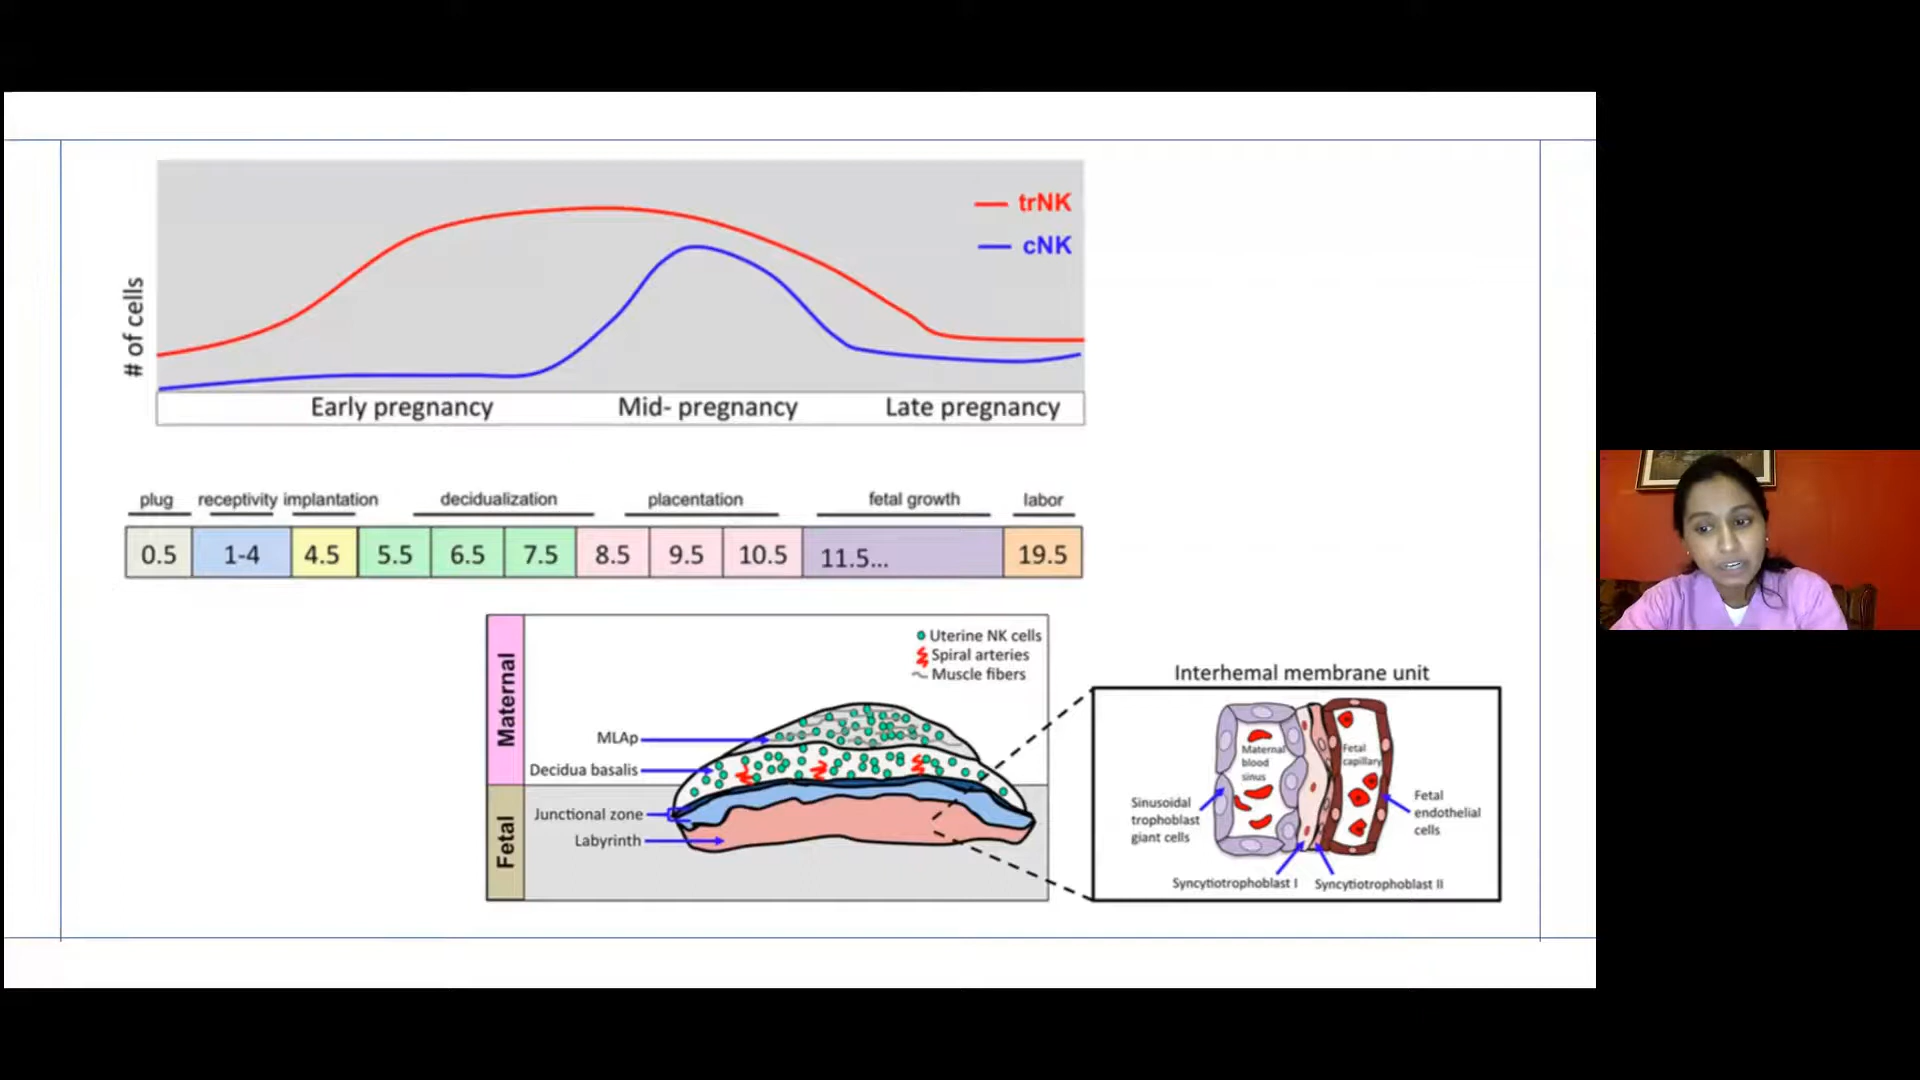 trNK
cNK
# of cells
Early pregnancy
Mid- pregnancy
Late pregnancy
plug
receptivity
implantation
decidualization
placentation
fetal growth
labor
0.5
1-4
4.5
5.5
6.5
7.5
8.5
9.5
10.5
11.5...
19.5
Maternal
Fetal
Uterine NK cells
Spiral arteries
Muscle fibers
MLAp
Decidua basalis
Junctional zone
Labyrinth
Interhemal membrane unit
Maternal
blood
sinus
Fetal
capillary
Sinusoidal
trophoblast
giant cells
Fetal
endothelial
cells
Syncytiotrophoblast I
Syncytiotrophoblast II